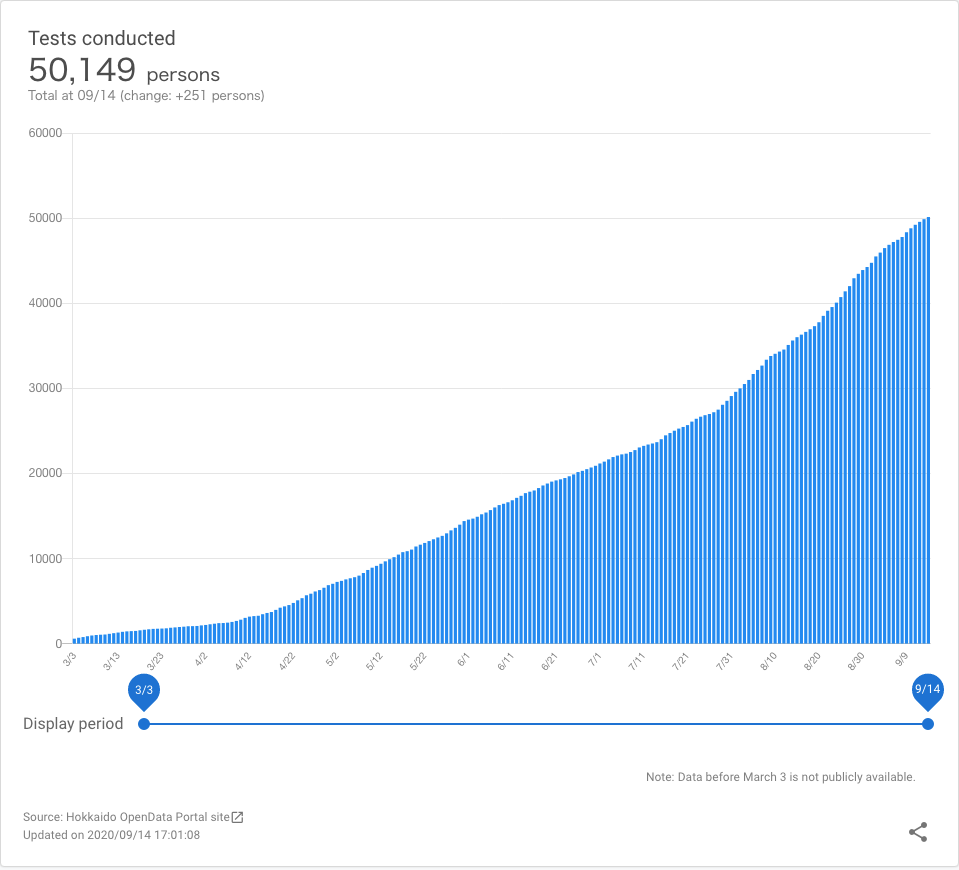 Tests conducted
50,149 persons
Total at 09/14 (change: +251 persons)
60000
50000
40000
30000
20000
10000
0
3/3 3/13 3/23 4/2 4/12 4/22 5/2 5/12 5/22 6/1 6/11 6/21 7/1 7/11 7/21 7/31 8/10 8/20 8/30 9/9
3/3 9/14
Display period
Note: Data before March 3 is not publicly available.
Source: Hokkaido OpenData Portal site
Updated on 2020/09/14 17:01:08